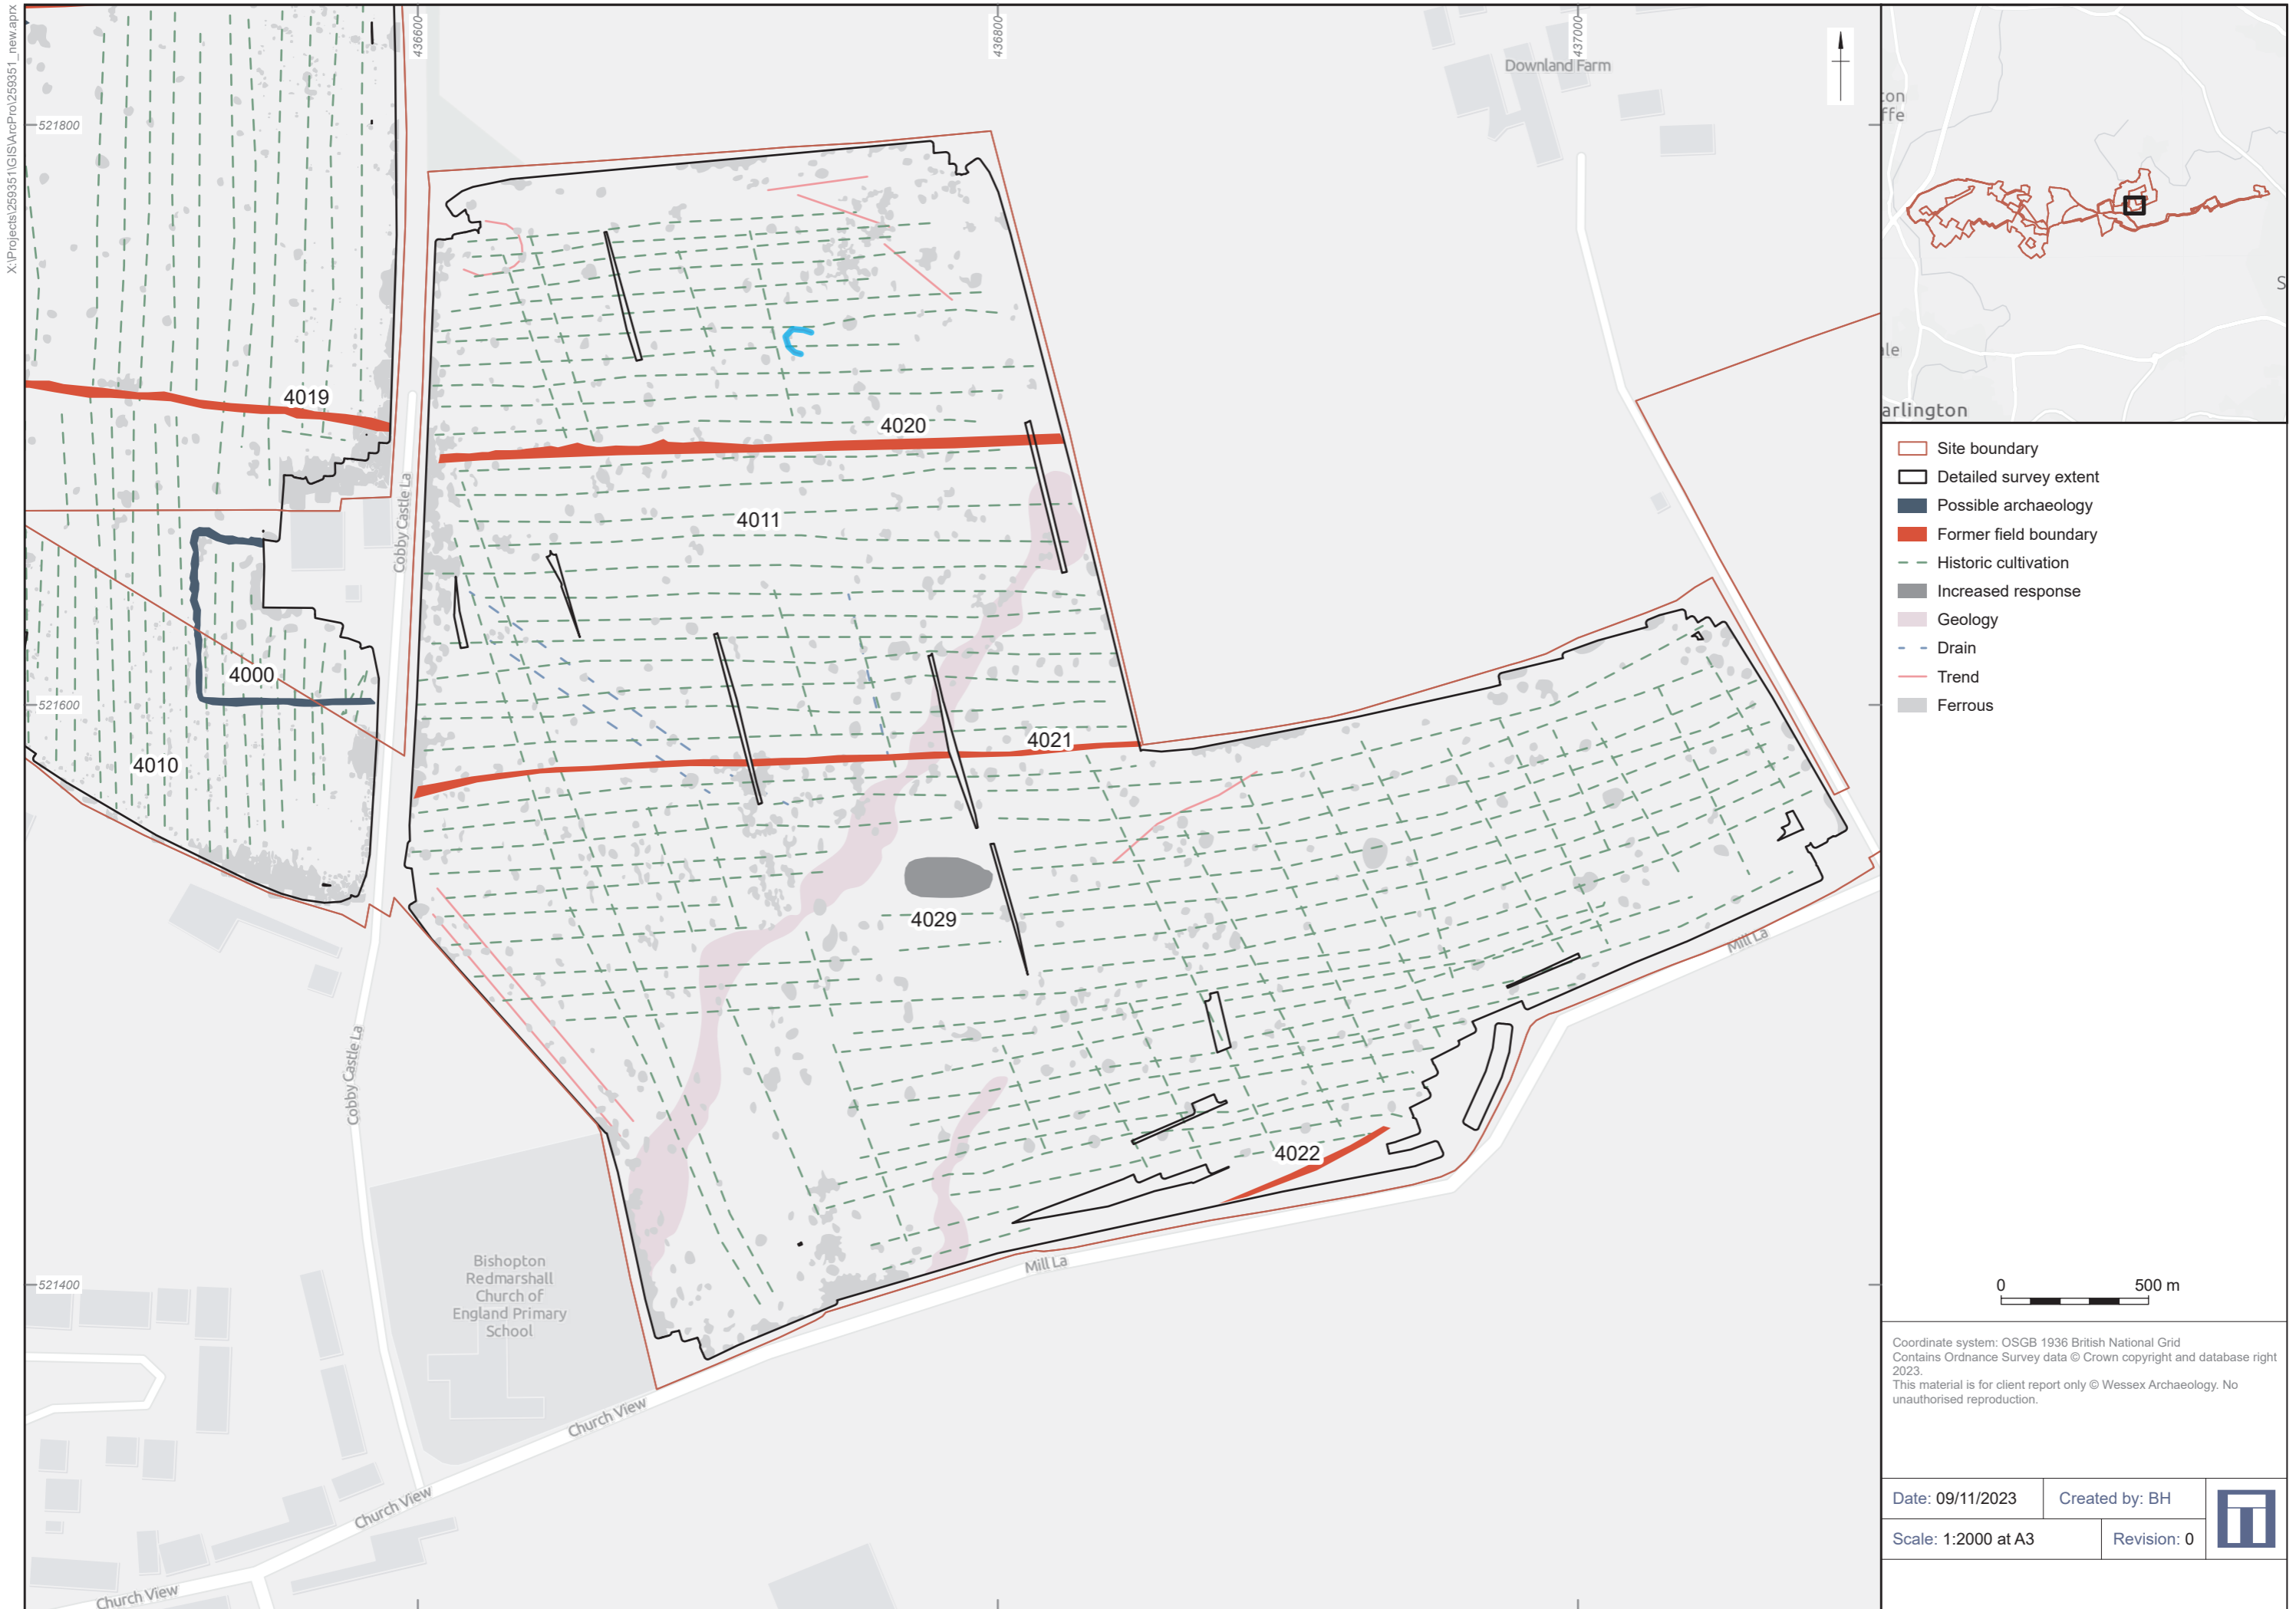 X:\Projects\259351\GIS\ArcPro\259351_new.aprx
436600
436800
437000
521800
521600
521400
Downland Farm
4019
4020
4011
4000
4010
4021
4029
4022
Cobby Castle La
Cobby Castle La
Mill La
Mill La
Bishopton
Redmarshall
Church of
England Primary
School
Church View
Church View
Church View
ton
ffe
ale
arlington
S
Site boundary
Detailed survey extent
Possible archaeology
Former field boundary
Historic cultivation
Increased response
Geology
Drain
Trend
Ferrous
0 500 m
Coordinate system: OSGB 1936 British National Grid
Contains Ordnance Survey data © Crown copyright and database right
2023.
This material is for client report only © Wessex Archaeology. No
unauthorised reproduction.
Date: 09/11/2023 Created by: BH
Scale: 1:2000 at A3 Revision: 0